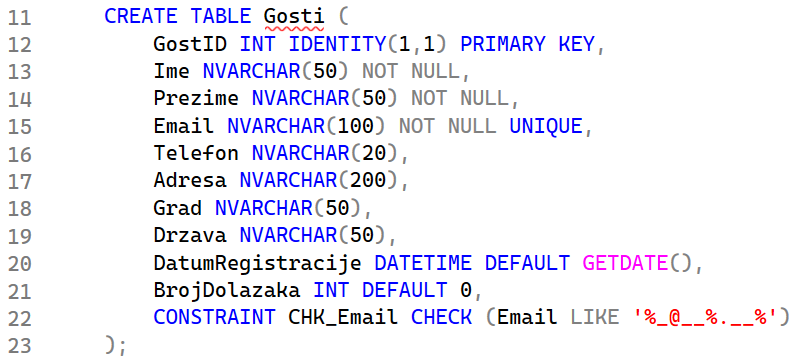 11 CREATE TABLE Gosti (
12 GostID INT IDENTITY(1,1) PRIMARY KEY,
13 Ime NVARCHAR(50) NOT NULL,
14 Prezime NVARCHAR(50) NOT NULL,
15 Email NVARCHAR(100) NOT NULL UNIQUE,
16 Telefon NVARCHAR(20),
17 Adresa NVARCHAR(200),
18 Grad NVARCHAR(50),
19 Drzava NVARCHAR(50),
20 DatumRegistracije DATETIME DEFAULT GETDATE(),
21 BrojDolazaka INT DEFAULT 0,
22 CONSTRAINT CHK_Email CHECK (Email LIKE '%_@__%.__%')
23 );